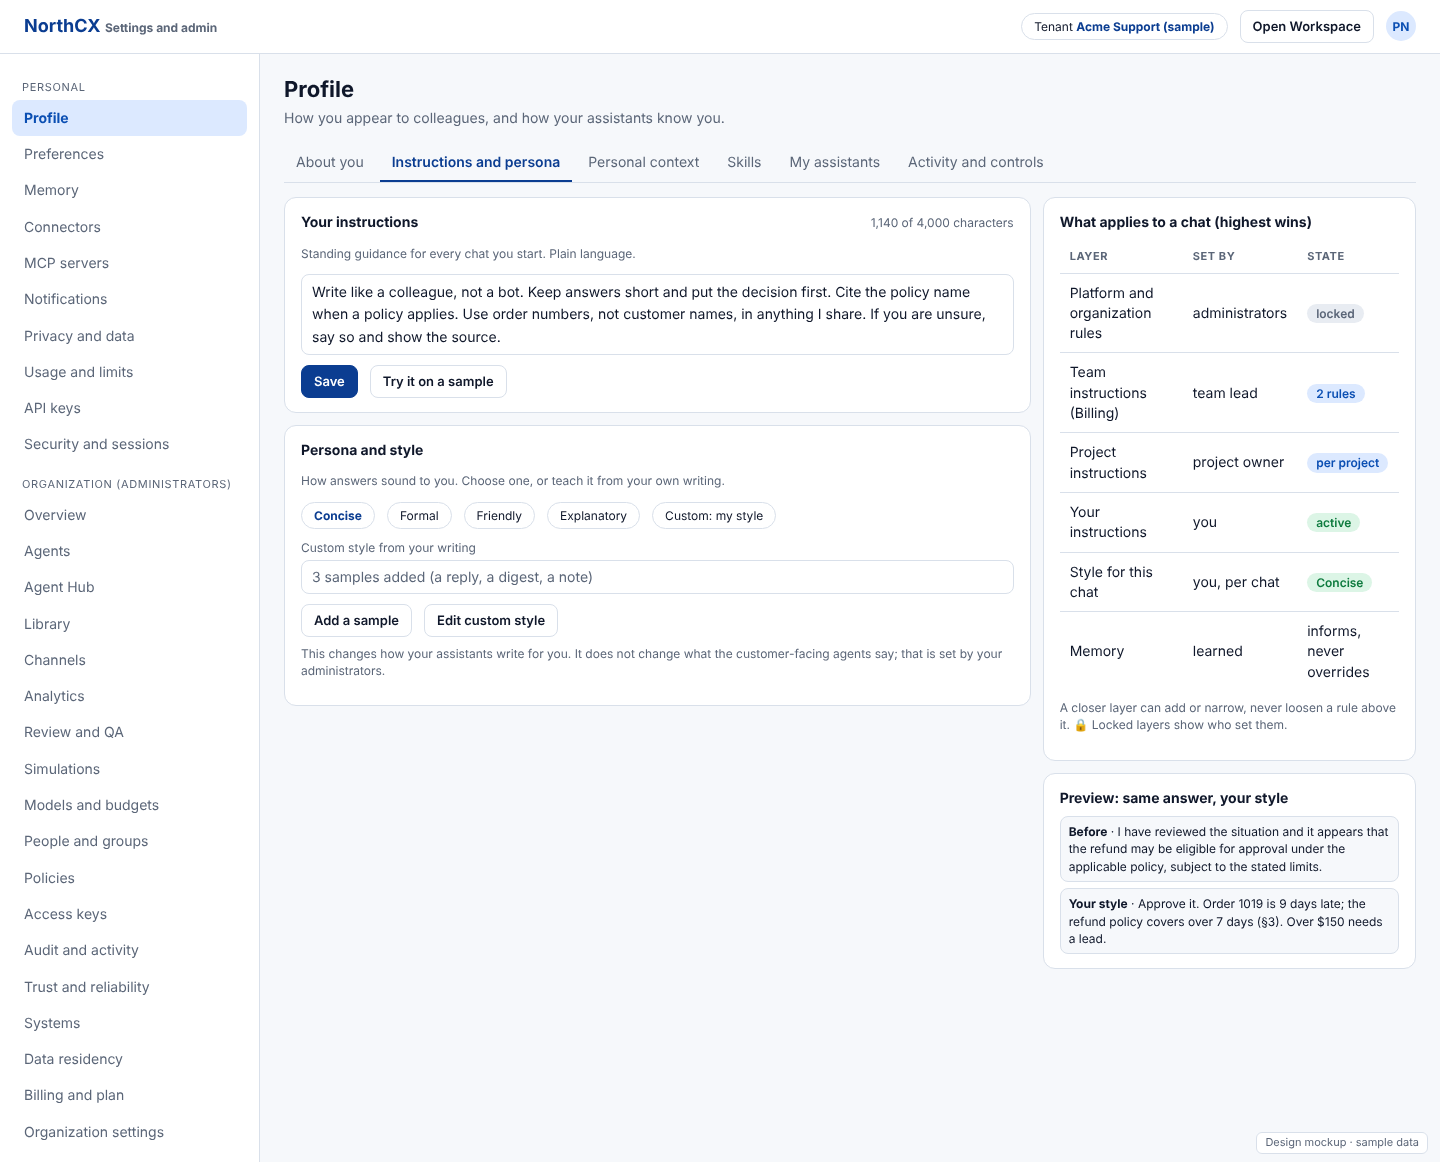 NorthCX Settings and admin
Tenant Acme Support (sample)
Open Workspace
PN
PERSONAL
Profile
Preferences
Memory
Connectors
MCP servers
Notifications
Privacy and data
Usage and limits
API keys
Security and sessions
ORGANIZATION (ADMINISTRATORS)
Overview
Agents
Agent Hub
Library
Channels
Analytics
Review and QA
Simulations
Models and budgets
People and groups
Policies
Access keys
Audit and activity
Trust and reliability
Systems
Data residency
Billing and plan
Organization settings
Profile
How you appear to colleagues, and how your assistants know you.
About you
Instructions and persona
Personal context
Skills
My assistants
Activity and controls
Your instructions
1,140 of 4,000 characters
Standing guidance for every chat you start. Plain language.
Write like a colleague, not a bot. Keep answers short and put the decision first. Cite the policy name
when a policy applies. Use order numbers, not customer names, in anything I share. If you are unsure,
say so and show the source.
Save
Try it on a sample
Persona and style
How answers sound to you. Choose one, or teach it from your own writing.
Concise
Formal
Friendly
Explanatory
Custom: my style
Custom style from your writing
3 samples added (a reply, a digest, a note)
Add a sample
Edit custom style
This changes how your assistants write for you. It does not change what the customer-facing agents say; that is set by your
administrators.
What applies to a chat (highest wins)
LAYER SET BY STATE
Platform and
organization
rules
administrators
locked
Team
instructions
(Billing)
team lead
2 rules
Project
instructions
project owner
per project
Your
instructions
you
active
Style for this
chat
you, per chat
Concise
Memory
learned
informs,
never
overrides
A closer layer can add or narrow, never loosen a rule above
it. 🔒 Locked layers show who set them.
Preview: same answer, your style
Before · I have reviewed the situation and it appears that
the refund may be eligible for approval under the
applicable policy, subject to the stated limits.
Your style · Approve it. Order 1019 is 9 days late; the
refund policy covers over 7 days (§3). Over $150 needs
a lead.
Design mockup · sample data